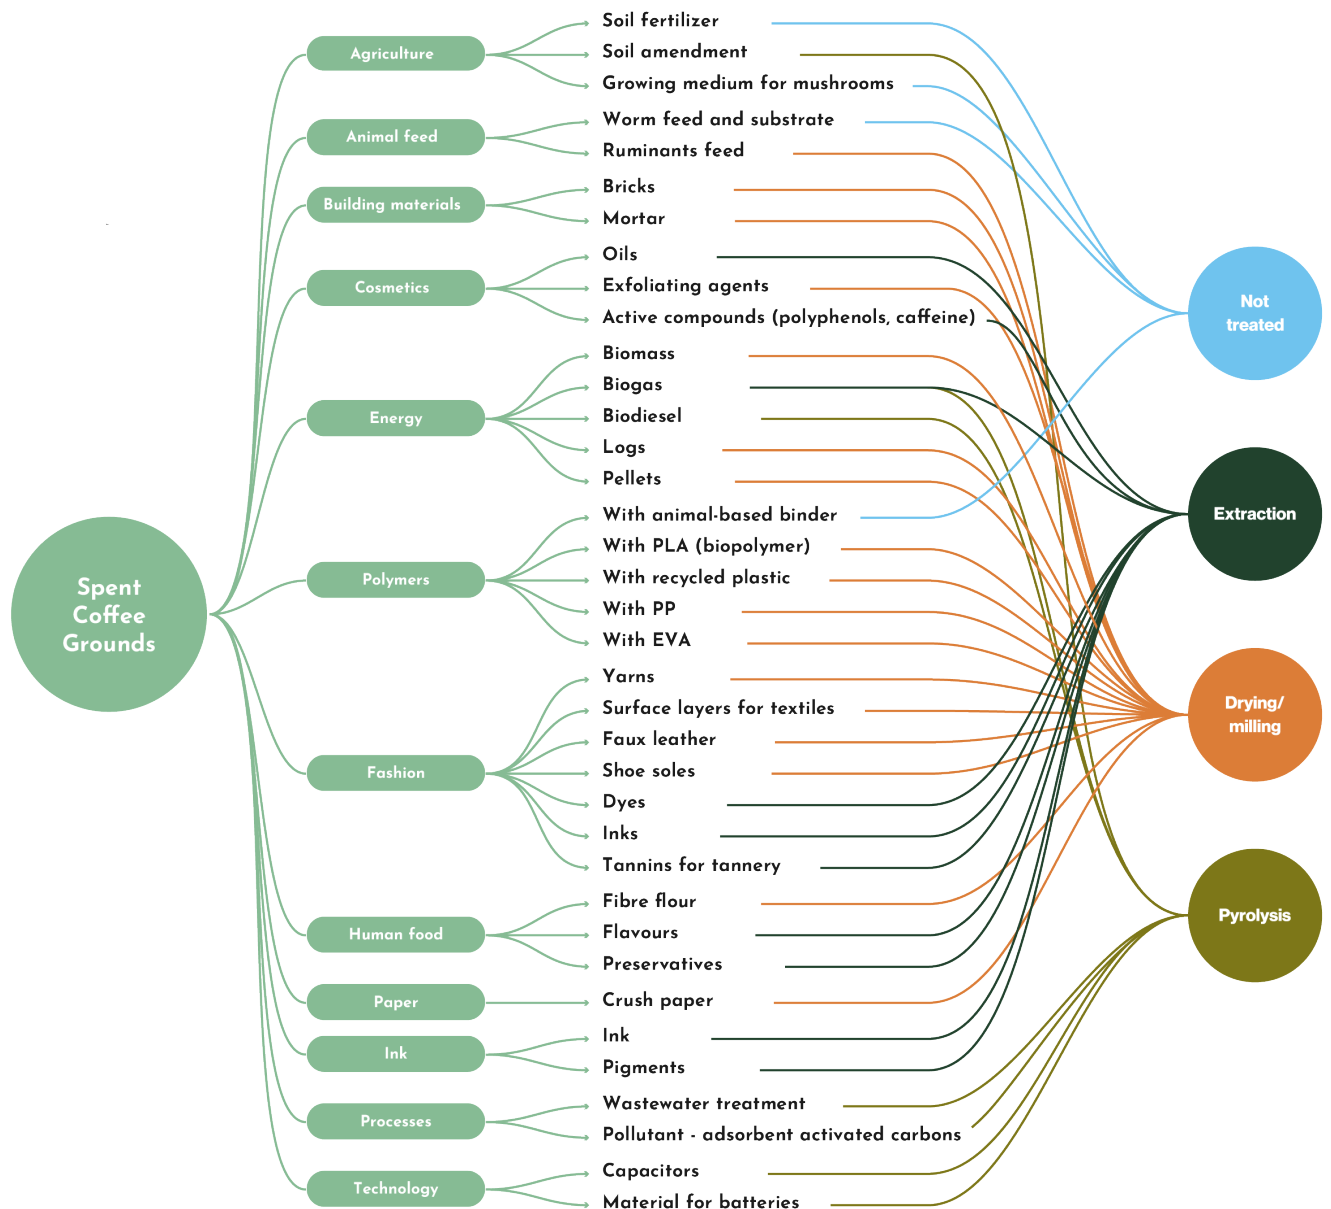 Spent
Coffee
Grounds
Agriculture
Soil fertilizer
Soil amendment
Growing medium for mushrooms
Animal feed
Worm feed and substrate
Ruminants feed
Building materials
Bricks
Mortar
Cosmetics
Oils
Exfoliating agents
Active compounds (polyphenols, caffeine)
Energy
Biomass
Biogas
Biodiesel
Logs
Pellets
Polymers
With animal-based binder
With PLA (biopolymer)
With recycled plastic
With PP
With EVA
Fashion
Yarns
Surface layers for textiles
Faux leather
Shoe soles
Dyes
Inks
Tannins for tannery
Human food
Fibre flour
Flavours
Preservatives
Paper
Crush paper
Ink
Ink
Pigments
Processes
Wastewater treatment
Pollutant - adsorbent activated carbons
Technology
Capacitors
Material for batteries
Not
treated
Extraction
Drying/
milling
Pyrolysis